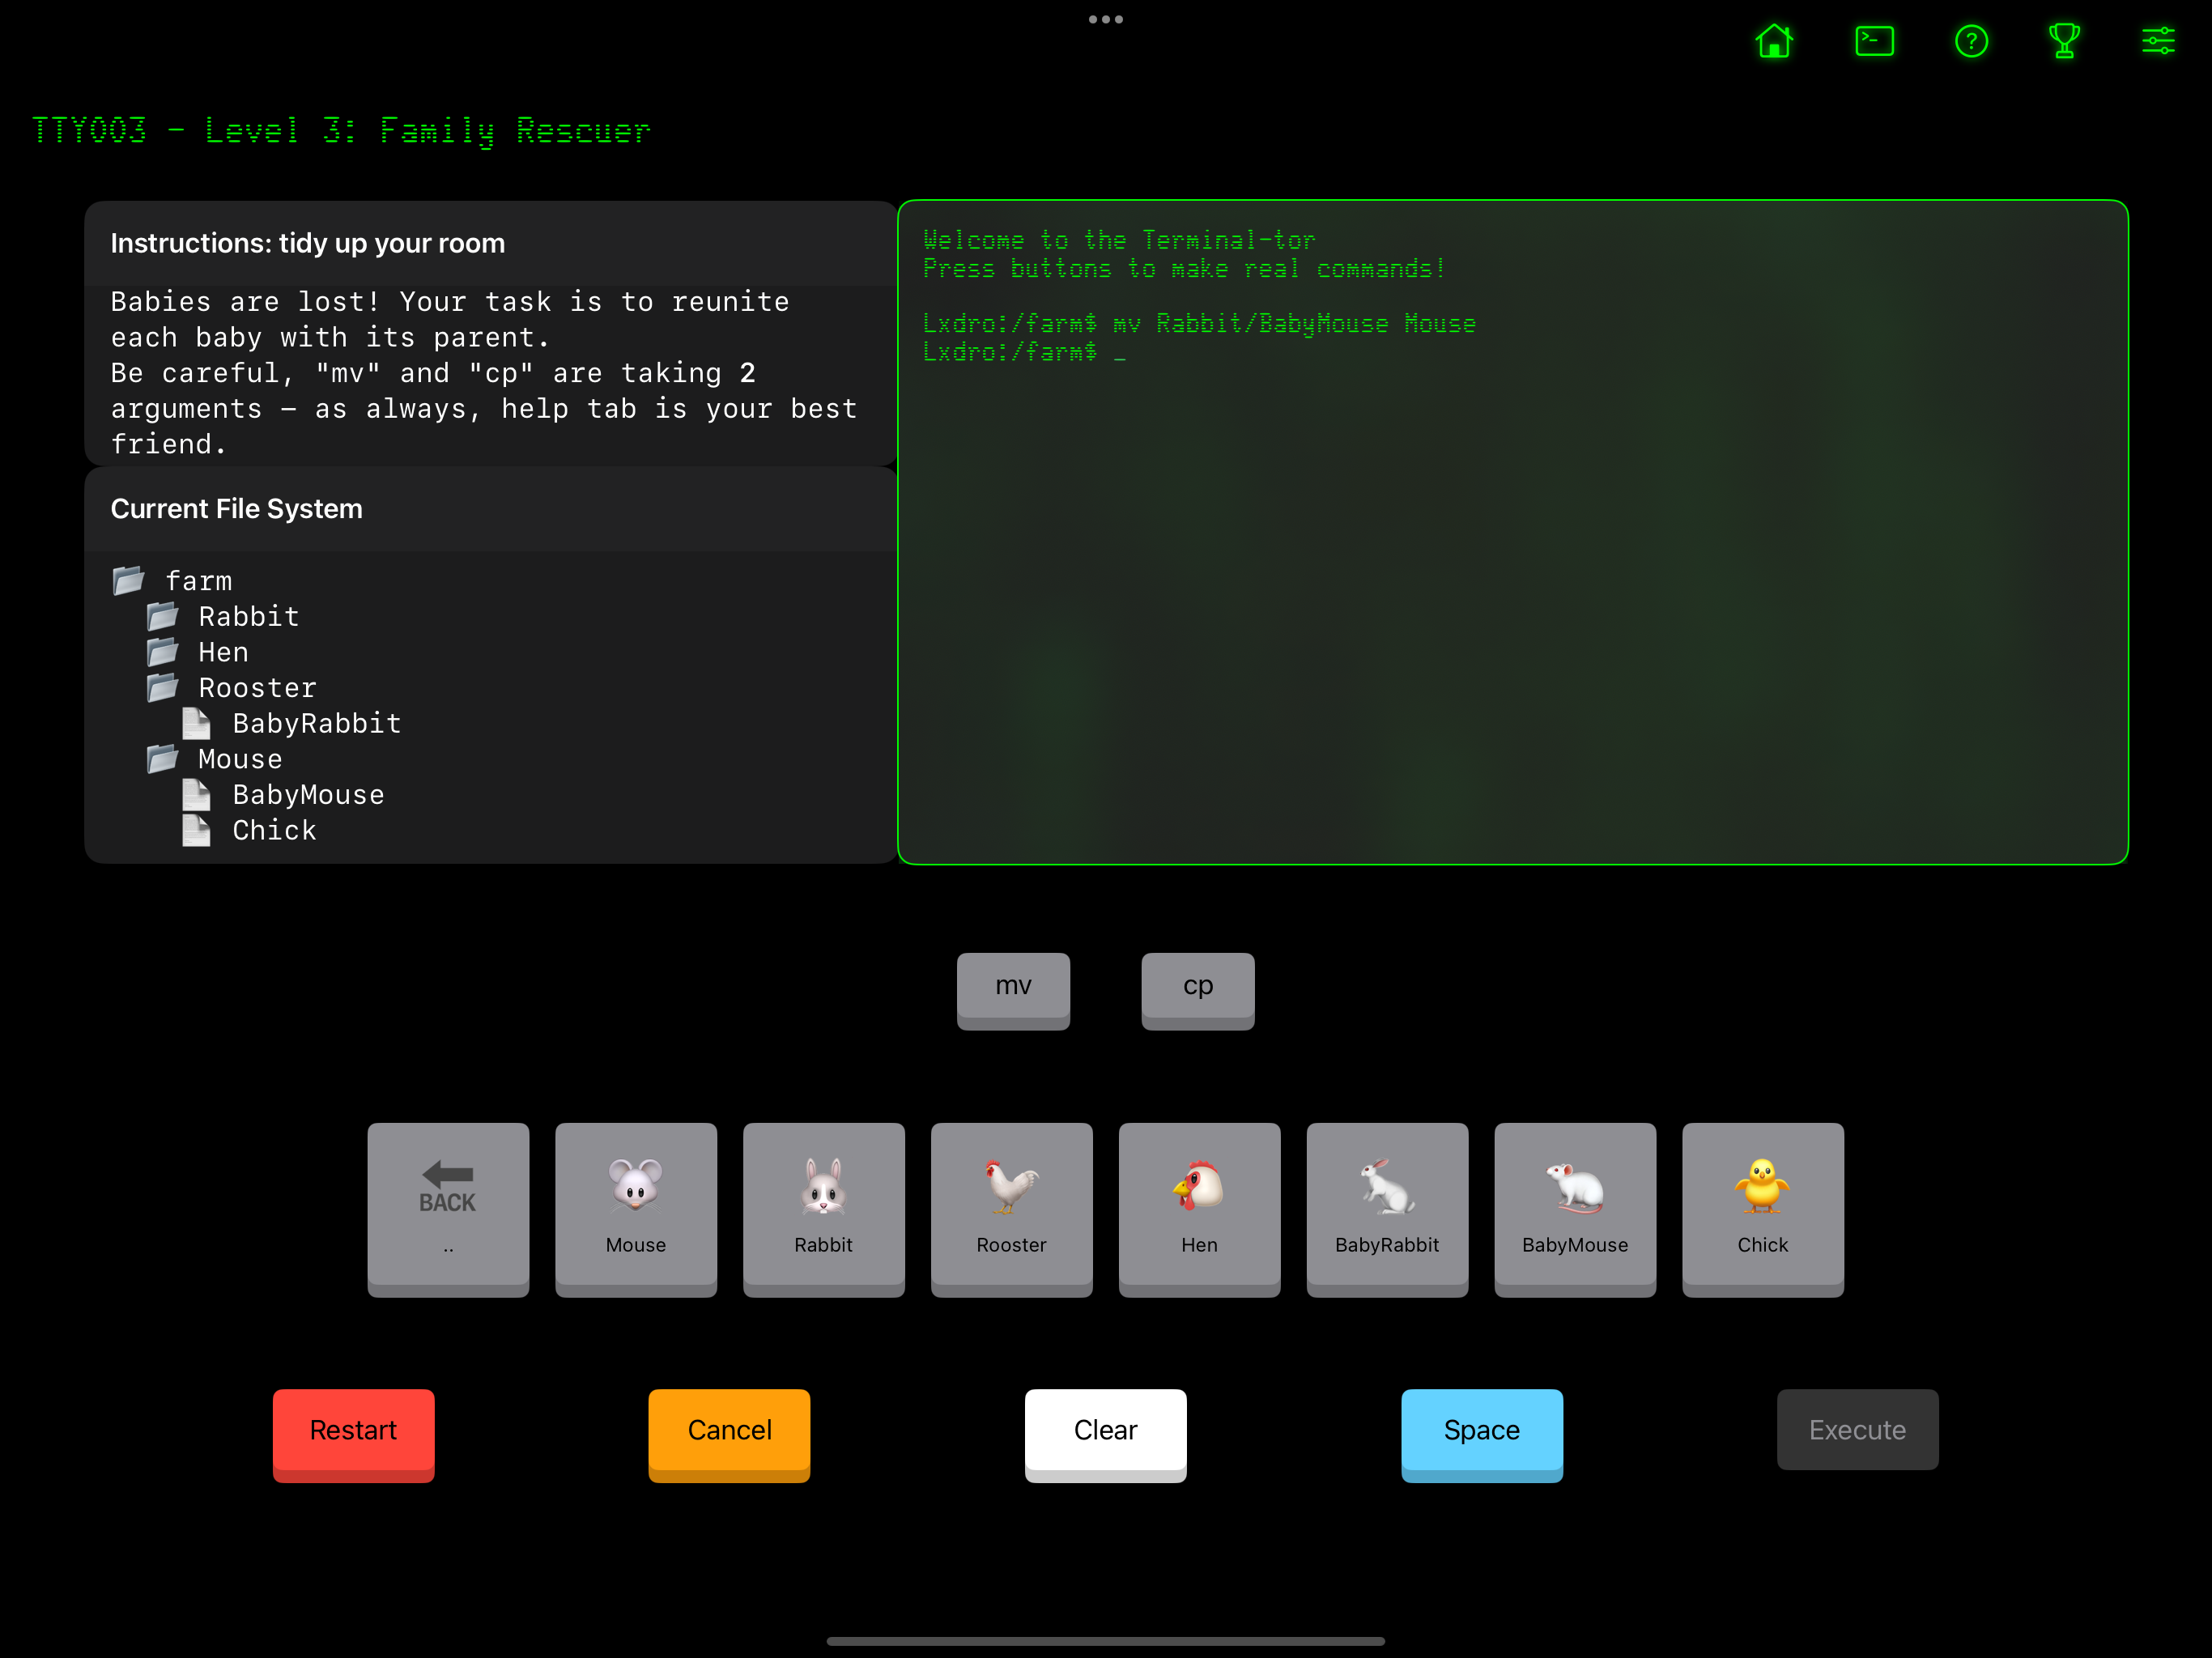 TTY003 - Level 3: Family Rescuer
Instructions: tidy up your room
Babies are lost! Your task is to reunite
each baby with its parent.
Be careful, "mv" and "cp" are taking 2
arguments – as always, help tab is your best
friend.
Current File System
farm
Rabbit
Hen
Rooster
BabyRabbit
Mouse
BabyMouse
Chick
Welcome to the Terminal-tor
Press buttons to make real commands!
Lxdro:/farm$ mv Rabbit/BabyMouse Mouse
Lxdro:/farm$ _
mv
cp
BACK
..
Mouse
Rabbit
Rooster
Hen
BabyRabbit
BabyMouse
Chick
Restart
Cancel
Clear
Space
Execute